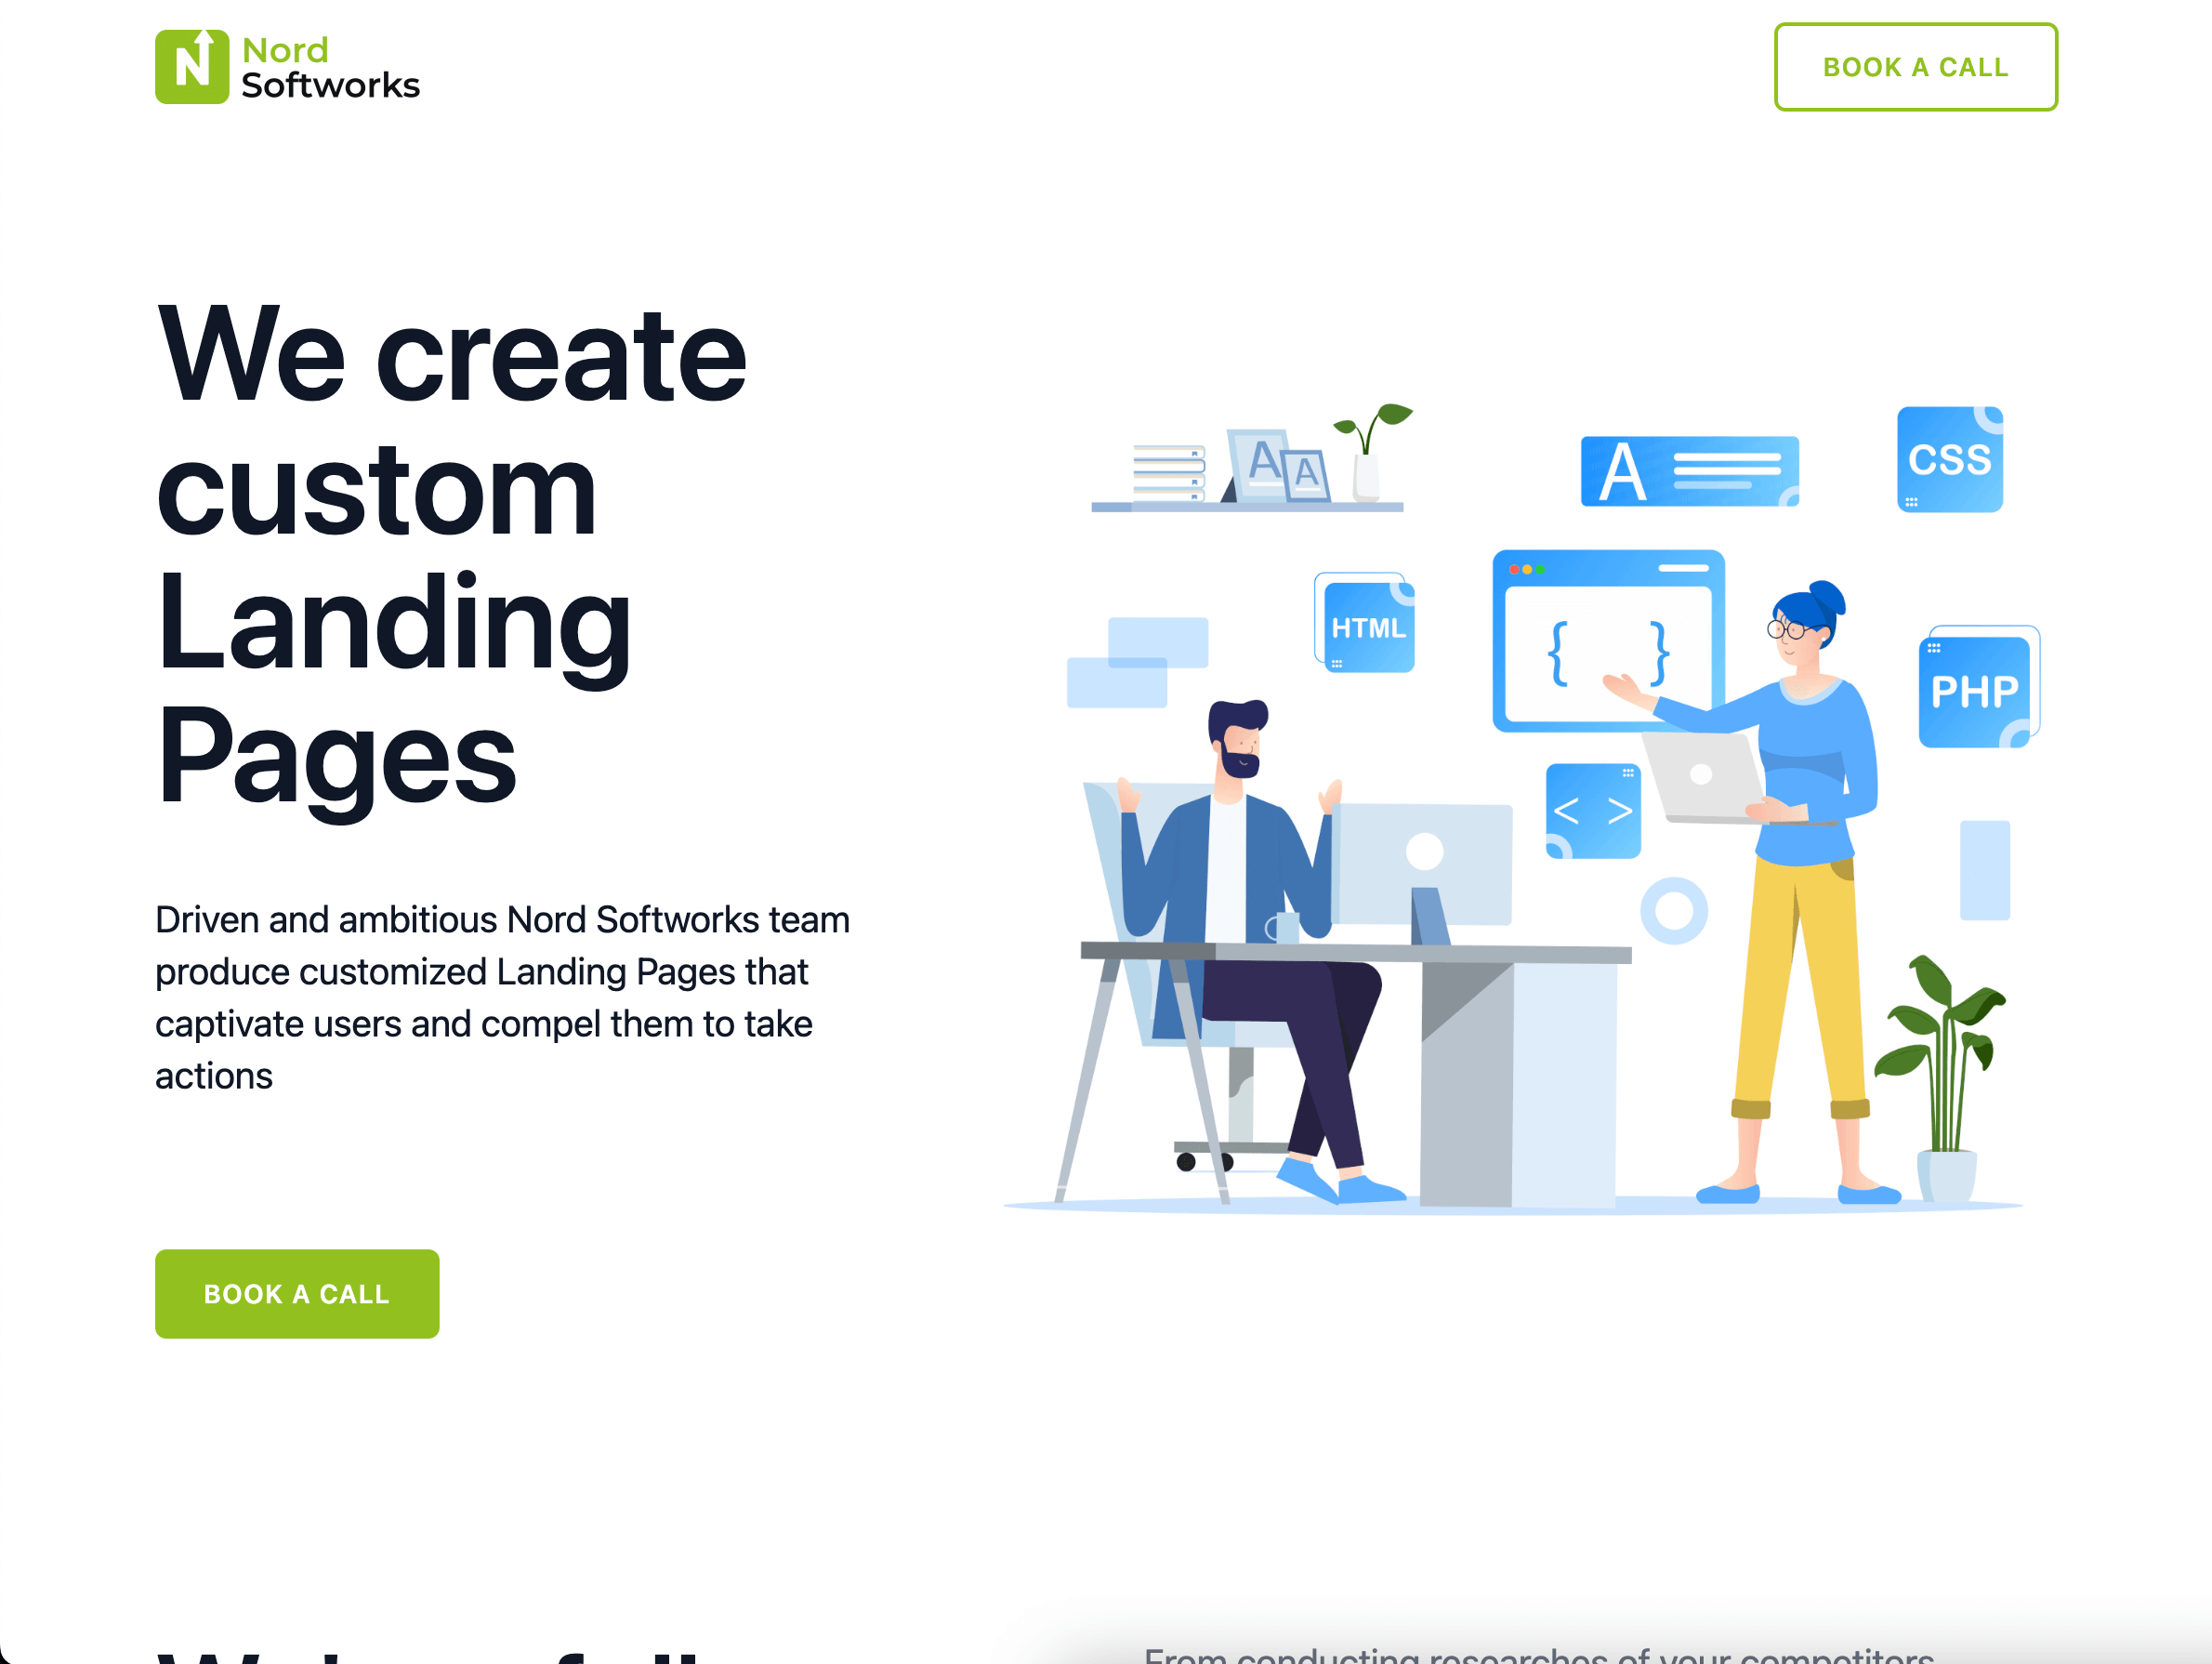 Nord
Softworks
BOOK A CALL
We create
custom
Landing
Pages
Driven and ambitious Nord Softworks team
produce customized Landing Pages that
captivate users and compel them to take
actions
BOOK A CALL
A
A
A
CSS
HTML
{ }
PHP
< >
From conducting researches of your competitors